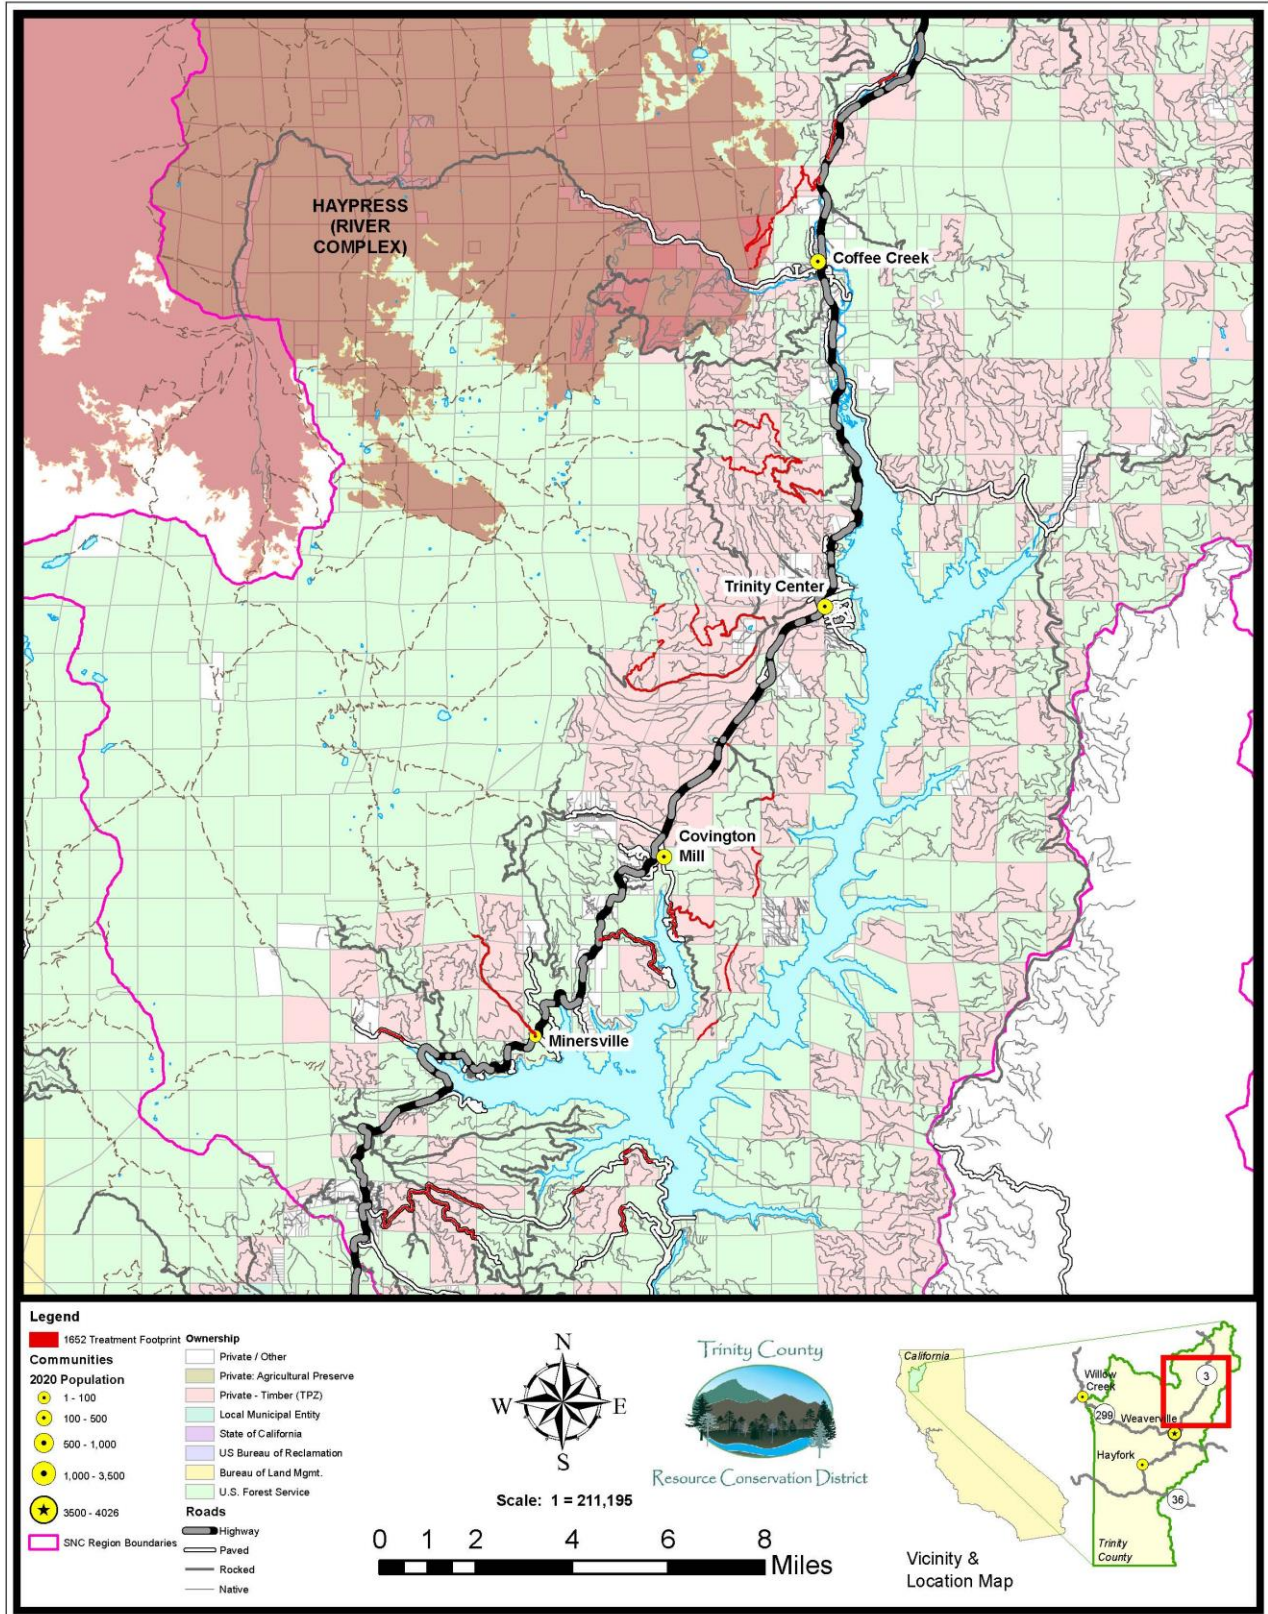 HAYPRESS
(RIVER
COMPLEX)
Coffee Creek
Trinity Center
Covington
Mill
Minersville
Legend
1652 Treatment Footprint
Communities
2020 Population
1 - 100
100 - 500
500 - 1,000
1,000 - 3,500
3500 - 4026
SNC Region Boundaries
Ownership
Private / Other
Private: Agricultural Preserve
Private - Timber (TPZ)
Local Municipal Entity
State of California
US Bureau of Reclamation
Bureau of Land Mgmt.
U.S. Forest Service
Roads
Highway
Paved
Rocked
Native
N
W E
S
Scale: 1 = 211,195
0 1 2 4 6 8
Miles
Trinity County
Resource Conservation District
California
Willow
Creek
3
299
Weaverville
Hayfork
36
Trinity
County
Vicinity &
Location Map